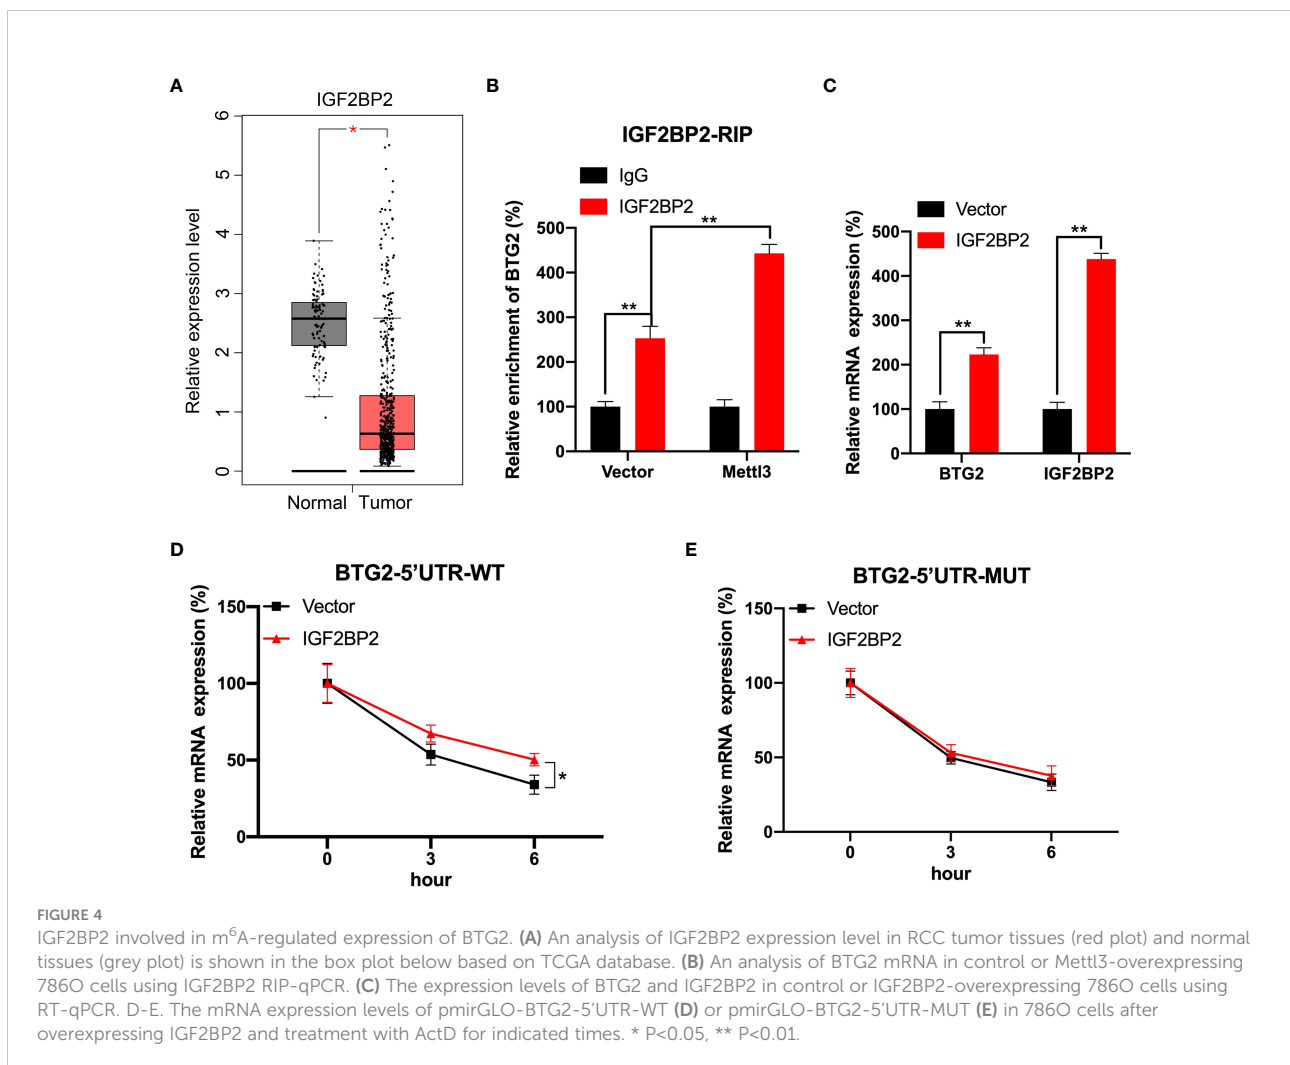 A
IGF2BP2
*
Relative expression level
6
5
4
3
2
1
0
Normal Tumor
B
IGF2BP2-RIP
IgG
IGF2BP2
Relative enrichment of BTG2 (%)
500
400
300
200
100
0
**
**
Vector Mettl3
C
Vector
IGF2BP2
Relative mRNA expression (%)
500
400
300
200
100
0
**
**
BTG2 IGF2BP2
D
BTG2-5’UTR-WT
Vector
IGF2BP2
Relative mRNA expression (%)
150
100
50
0
*
0 3 6
hour
E
BTG2-5’UTR-MUT
Vector
IGF2BP2
Relative mRNA expression (%)
150
100
50
0
0 3 6
hour
FIGURE 4
IGF2BP2 involved in m⁶A-regulated expression of BTG2. (A) An analysis of IGF2BP2 expression level in RCC tumor tissues (red plot) and normal
tissues (grey plot) is shown in the box plot below based on TCGA database. (B) An analysis of BTG2 mRNA in control or Mettl3-overexpressing
786O cells using IGF2BP2 RIP-qPCR. (C) The expression levels of BTG2 and IGF2BP2 in control or IGF2BP2-overexpressing 786O cells using
RT-qPCR. D-E. The mRNA expression levels of pmirGLO-BTG2-5’UTR-WT (D) or pmirGLO-BTG2-5’UTR-MUT (E) in 786O cells after
overexpressing IGF2BP2 and treatment with ActD for indicated times. * P<0.05, ** P<0.01.